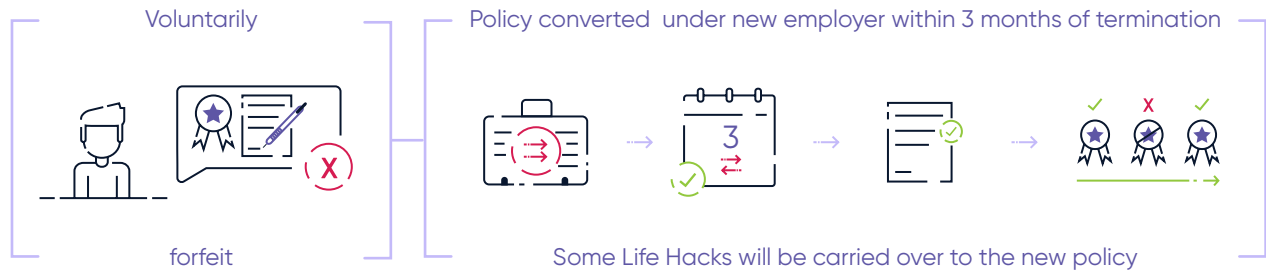 Voluntarily
forfeit
Policy converted  under new employer within 3 months of termination
X
3
X
Some Life Hacks will be carried over to the new policy